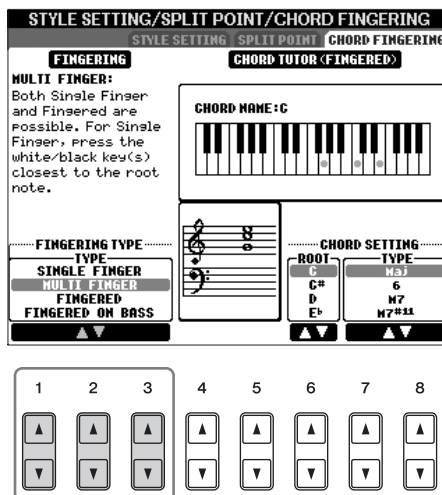 STYLE SETTING/SPLIT POINT/CHORD FINGERING
STYLE SETTING SPLIT POINT CHORD FINGERING
FINGERING
CHORD TUTOR (FINGERED)
MULTI FINGER:
Both Single Finger
and Fingered are
possible. For Single
Finger, press the
white/black key(s)
closest to the root
note.
CHORD NAME:C
FINGERING TYPE
TYPE
SINGLE FINGER
MULTI FINGER
FINGERED
FINGERED ON BASS
CHORD SETTING
ROOT TYPE
C Maj
C# 6
D M7
E♭ M7#11
1 2 3 4 5 6 7 8